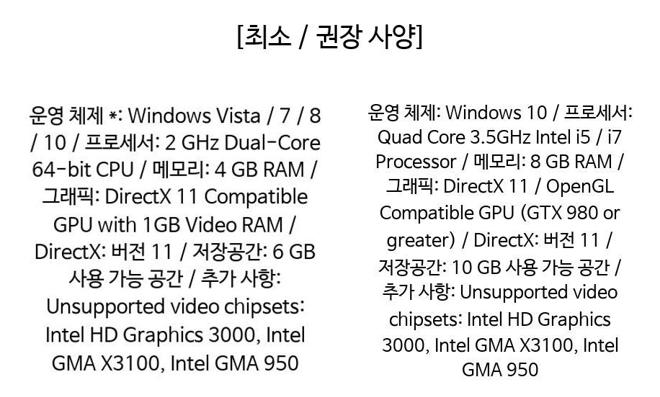 [최소 / 권장 사양]
운영 체제 *: Windows Vista / 7 / 8
/ 10 / 프로세서: 2 GHz Dual-Core
64-bit CPU / 메모리: 4 GB RAM /
그래픽: DirectX 11 Compatible
GPU with 1GB Video RAM /
DirectX: 버전 11 / 저장공간: 6 GB
사용 가능 공간 / 추가 사항:
Unsupported video chipsets:
Intel HD Graphics 3000, Intel
GMA X3100, Intel GMA 950
운영 체제: Windows 10 / 프로세서:
Quad Core 3.5GHz Intel i5 / i7
Processor / 메모리: 8 GB RAM /
그래픽: DirectX 11 / OpenGL
Compatible GPU (GTX 980 or
greater) / DirectX: 버전 11 /
저장공간: 10 GB 사용 가능 공간 /
추가 사항: Unsupported video
chipsets: Intel HD Graphics
3000, Intel GMA X3100, Intel
GMA 950